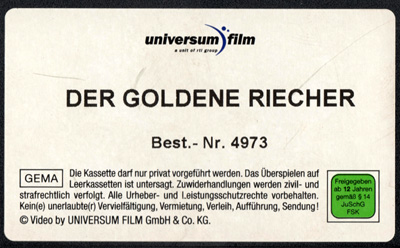 universum film
a unit of rtl group
DER GOLDENE RIECHER
Best.- Nr. 4973
GEMA
Die Kassette darf nur privat vorgeführt werden. Das Überspielen auf
Leerkassetten ist untersagt. Zuwiderhandlungen werden zivil- und
strafrechtlich verfolgt. Alle Urheber- und Leistungsschutzrechte vorbehalten.
Kein(e) unerlaubte(r) Vervielfältigung, Vermietung, Verleih, Aufführung, Sendung!
© Video by UNIVERSUM FILM GmbH & Co. KG.
Freigegeben
ab 12 Jahren
gemäß § 14
JuSchG
FSK